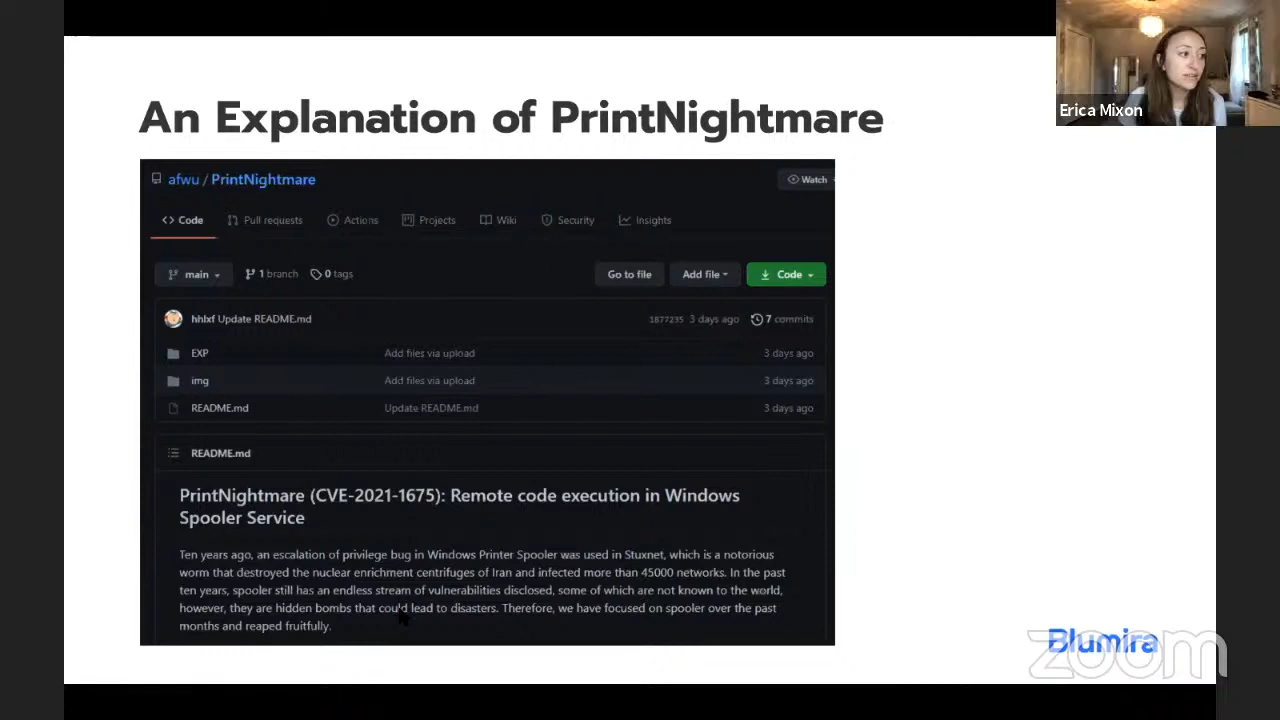 Erica Mixon
An Explanation of PrintNightmare
afwu / PrintNightmare
Watch
Code Pull requests Actions Projects Wiki Security Insights
main 1 branch 0 tags Go to file Add file Code
hhlxf Update README.md 1877235 3 days ago 7 commits
EXP Add files via upload 3 days ago
img Add files via upload 3 days ago
README.md Update README.md 3 days ago
README.md
PrintNightmare (CVE-2021-1675): Remote code execution in Windows
Spooler Service
Ten years ago, an escalation of privilege bug in Windows Printer Spooler was used in Stuxnet, which is a notorious
worm that destroyed the nuclear enrichment centrifuges of Iran and infected more than 45000 networks. In the past
ten years, spooler still has an endless stream of vulnerabilities disclosed, some of which are not known to the world,
however, they are hidden bombs that could lead to disasters. Therefore, we have focused on spooler over the past
months and reaped fruitfully.
Blumira
zoom